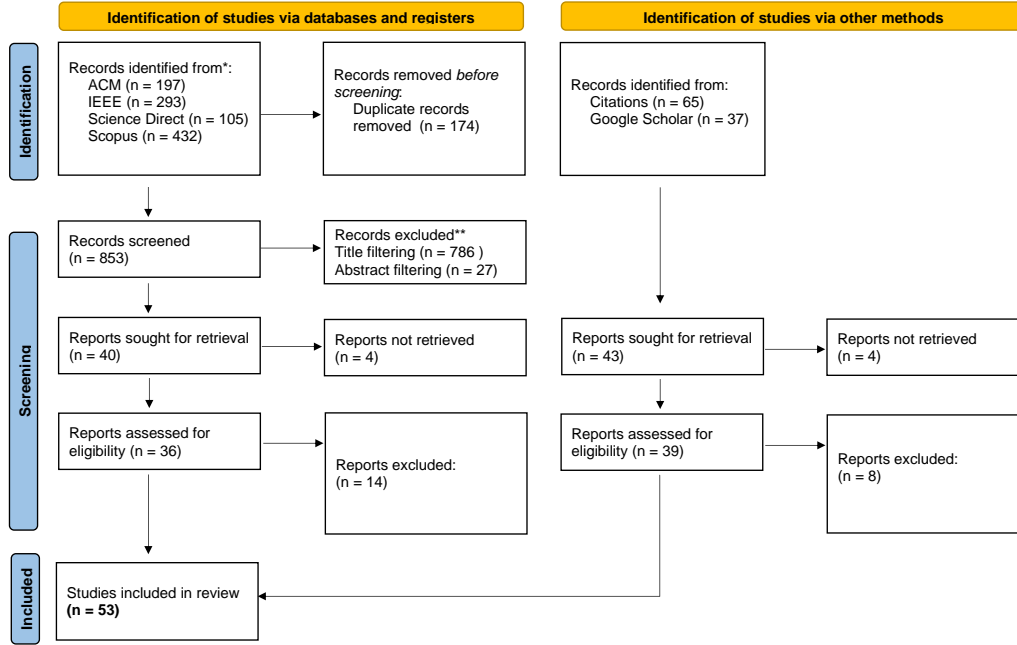 Identification of studies via databases and registers
Identification of studies via other methods
Identification
Records identified from*:
ACM (n = 197)
IEEE (n = 293)
Science Direct (n = 105)
Scopus (n = 432)
Records removed before
screening:
Duplicate records
removed (n = 174)
Records identified from:
Citations (n = 65)
Google Scholar (n = 37)
Screening
Records screened
(n = 853)
Records excluded**
Title filtering (n = 786 )
Abstract filtering (n = 27)
Reports sought for retrieval
(n = 40)
Reports not retrieved
(n = 4)
Reports sought for retrieval
(n = 43)
Reports not retrieved
(n = 4)
Reports assessed for
eligibility (n = 36)
Reports excluded:
(n = 14)
Reports assessed for
eligibility (n = 39)
Reports excluded:
(n = 8)
Included
Studies included in review
(n = 53)